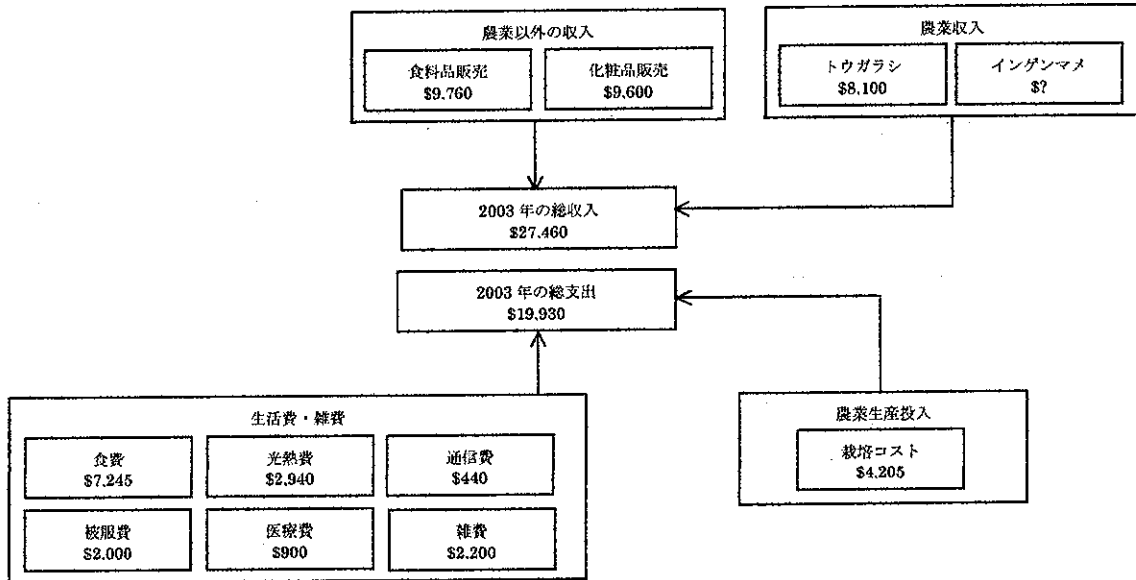 農業以外の収入
食料品販売
$9,760
化粧品販売
$9,600
農業収入
トウガラシ
$8,100
インゲンマメ
$?
2003 年の総収入
$27,460
2003 年の総支出
$19,930
生活費・雑費
食費
$7,245
光熱費
$2,940
通信費
$440
被服費
$2,000
医療費
$900
雑費
$2,200
農業生産投入
栽培コスト
$4,205